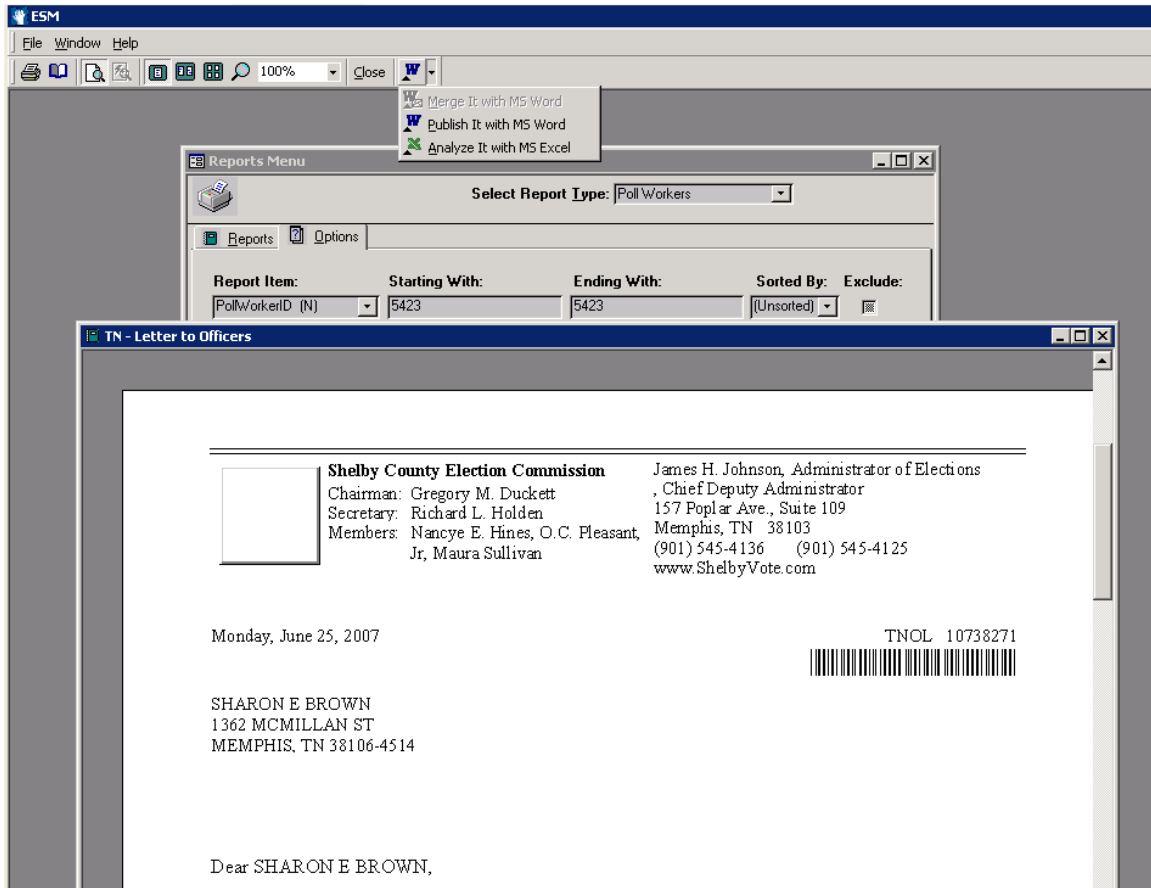 ESM
File Window Help
100% Close
Merge It with MS Word
Publish It with MS Word
Analyze It with MS Excel
Reports Menu
Select Report Type: Poll Workers
Reports Options
Report Item: Starting With: Ending With: Sorted By: Exclude:
PollWorkerID (N) 5423 5423 (Unsorted)
TN - Letter to Officers
Shelby County Election Commission
Chairman: Gregory M. Duckett
Secretary: Richard L. Holden
Members: Nancye E. Hines, O.C. Pleasant,
Jr, Maura Sullivan
James H. Johnson, Administrator of Elections
, Chief Deputy Administrator
157 Poplar Ave., Suite 109
Memphis, TN 38103
(901) 545-4136 (901) 545-4125
www.ShelbyVote.com
Monday, June 25, 2007
TNOL 10738271
SHARON E BROWN
1362 MCMILLAN ST
MEMPHIS, TN 38106-4514
Dear SHARON E BROWN,